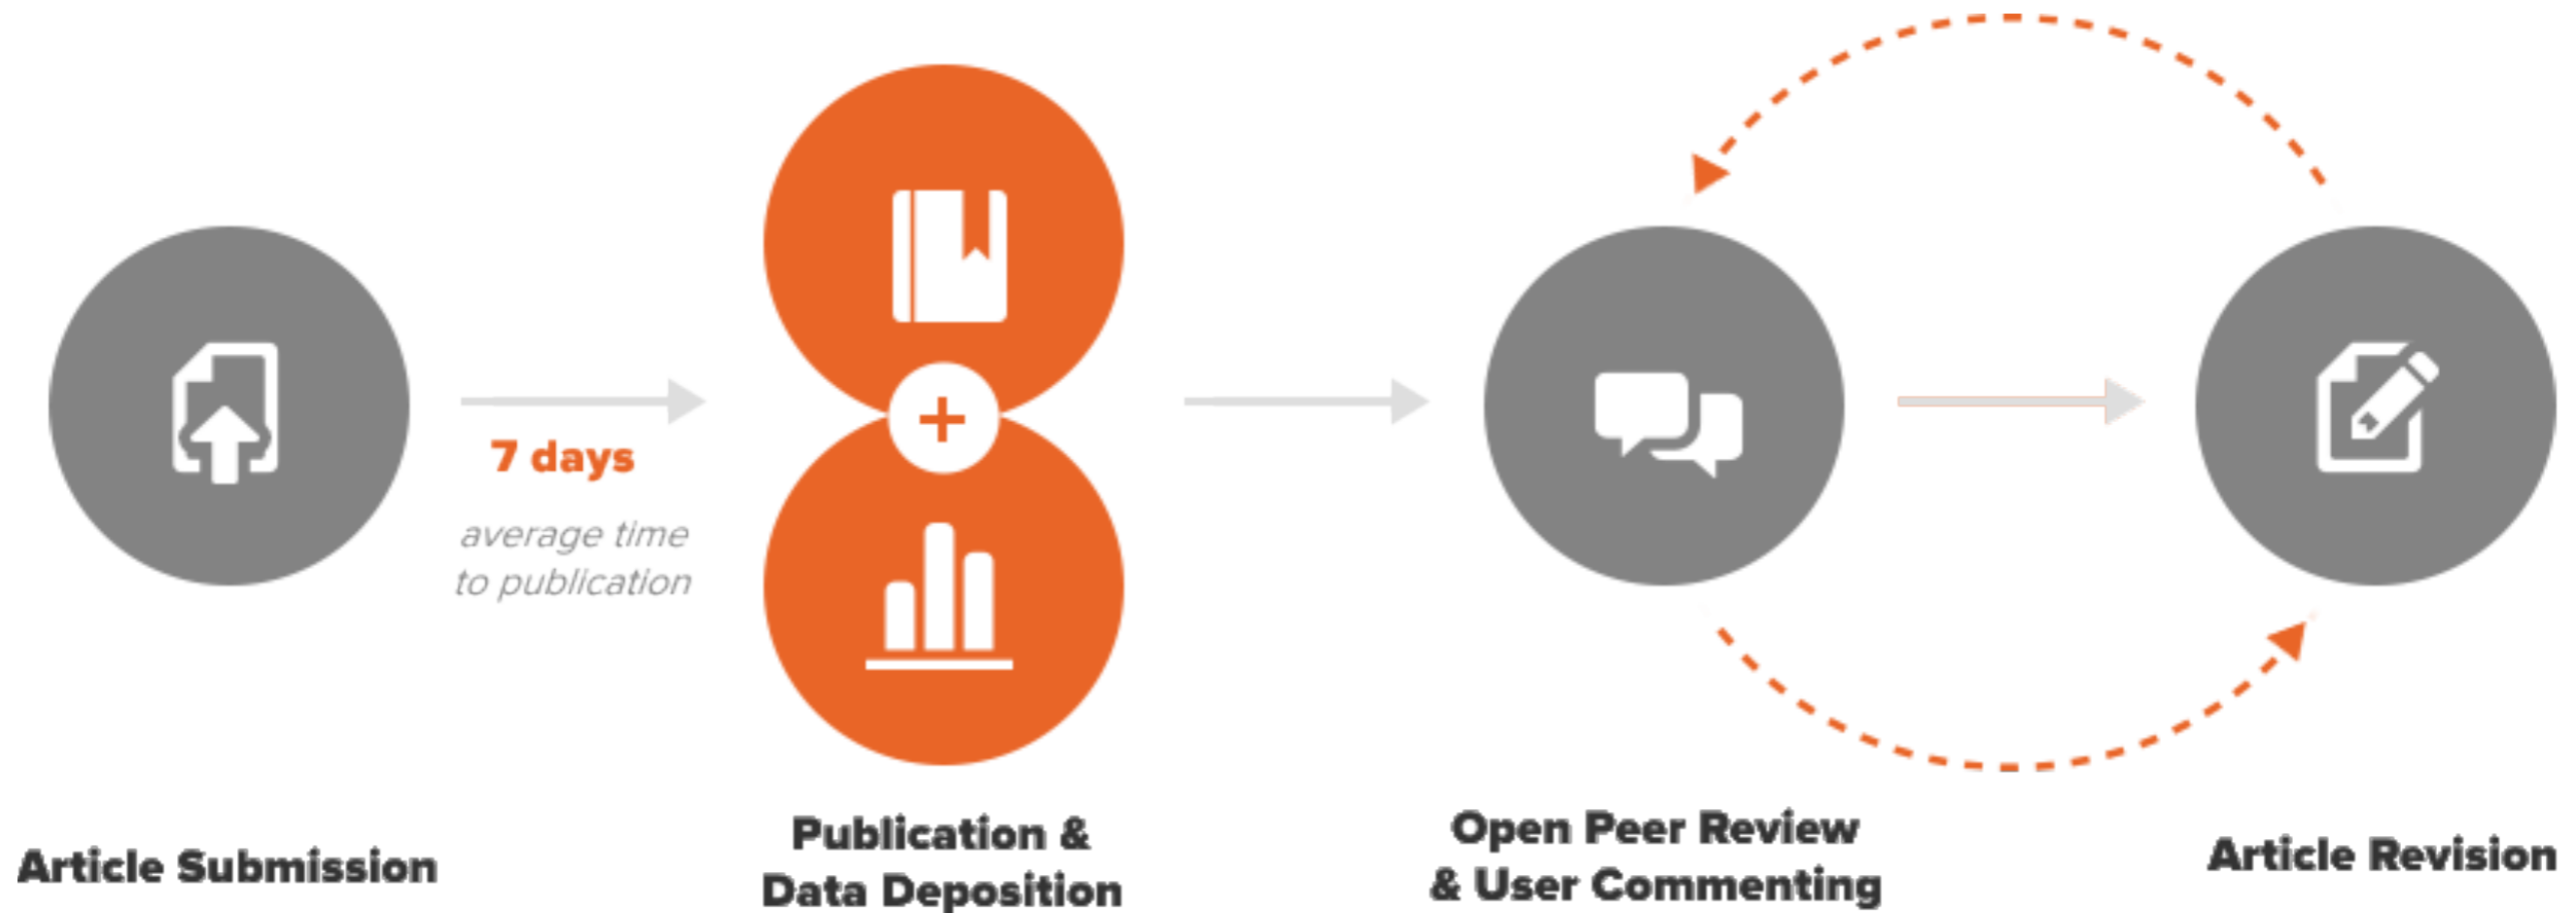 7 days
average time
to publication
Article Submission
Publication &
Data Deposition
Open Peer Review
& User Commenting
Article Revision